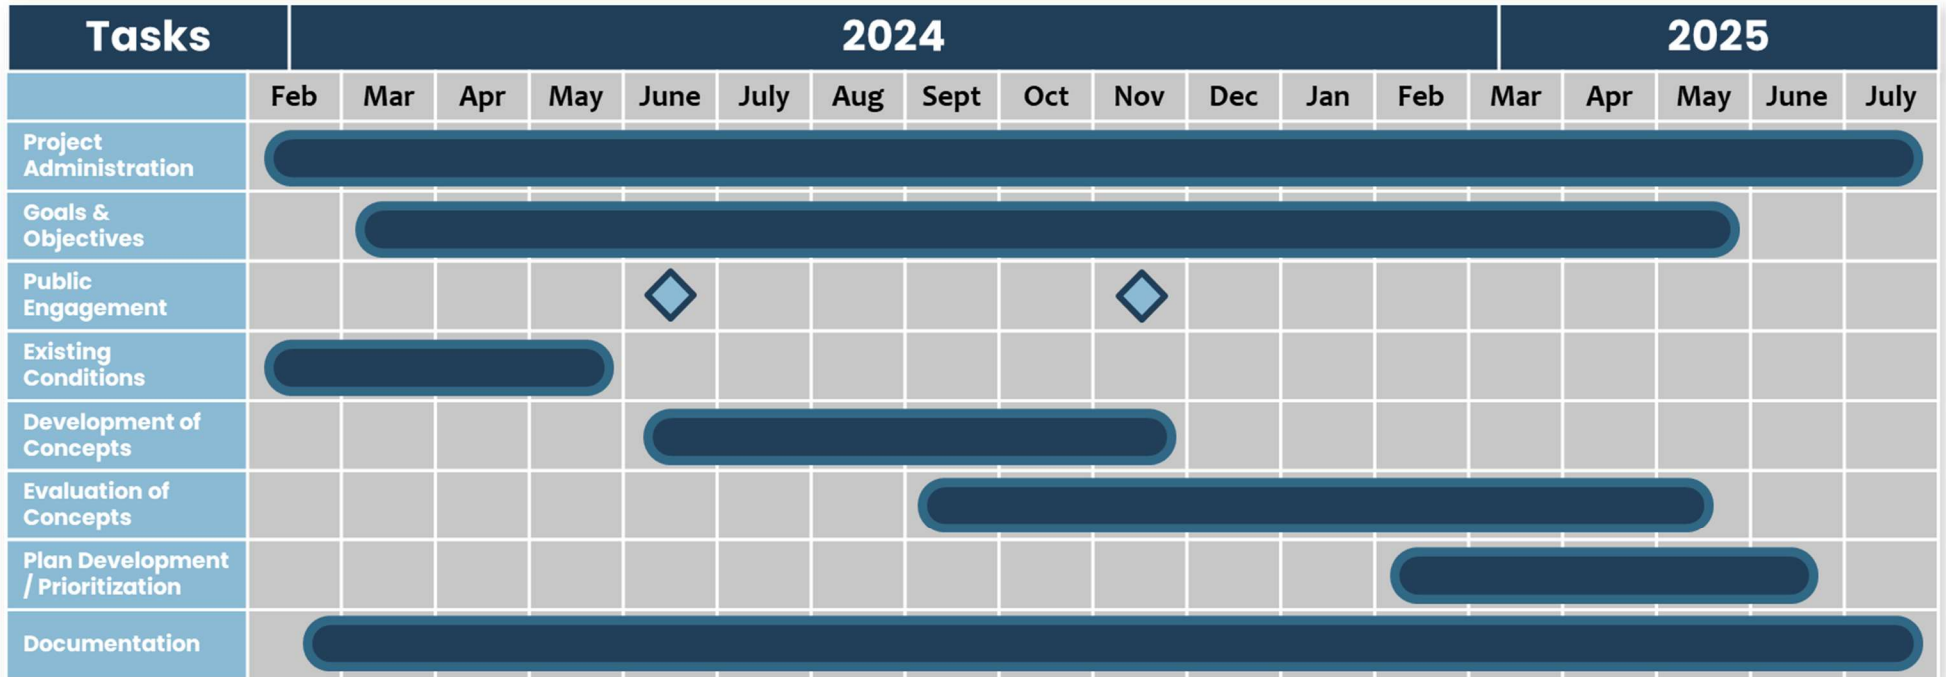 Tasks 2024 2025
Feb Mar Apr May June July Aug Sept Oct Nov Dec Jan Feb Mar Apr May June July
Project
Administration
Goals &
Objectives
Public
Engagement
Existing
Conditions
Development of
Concepts
Evaluation of
Concepts
Plan Development
/ Prioritization
Documentation